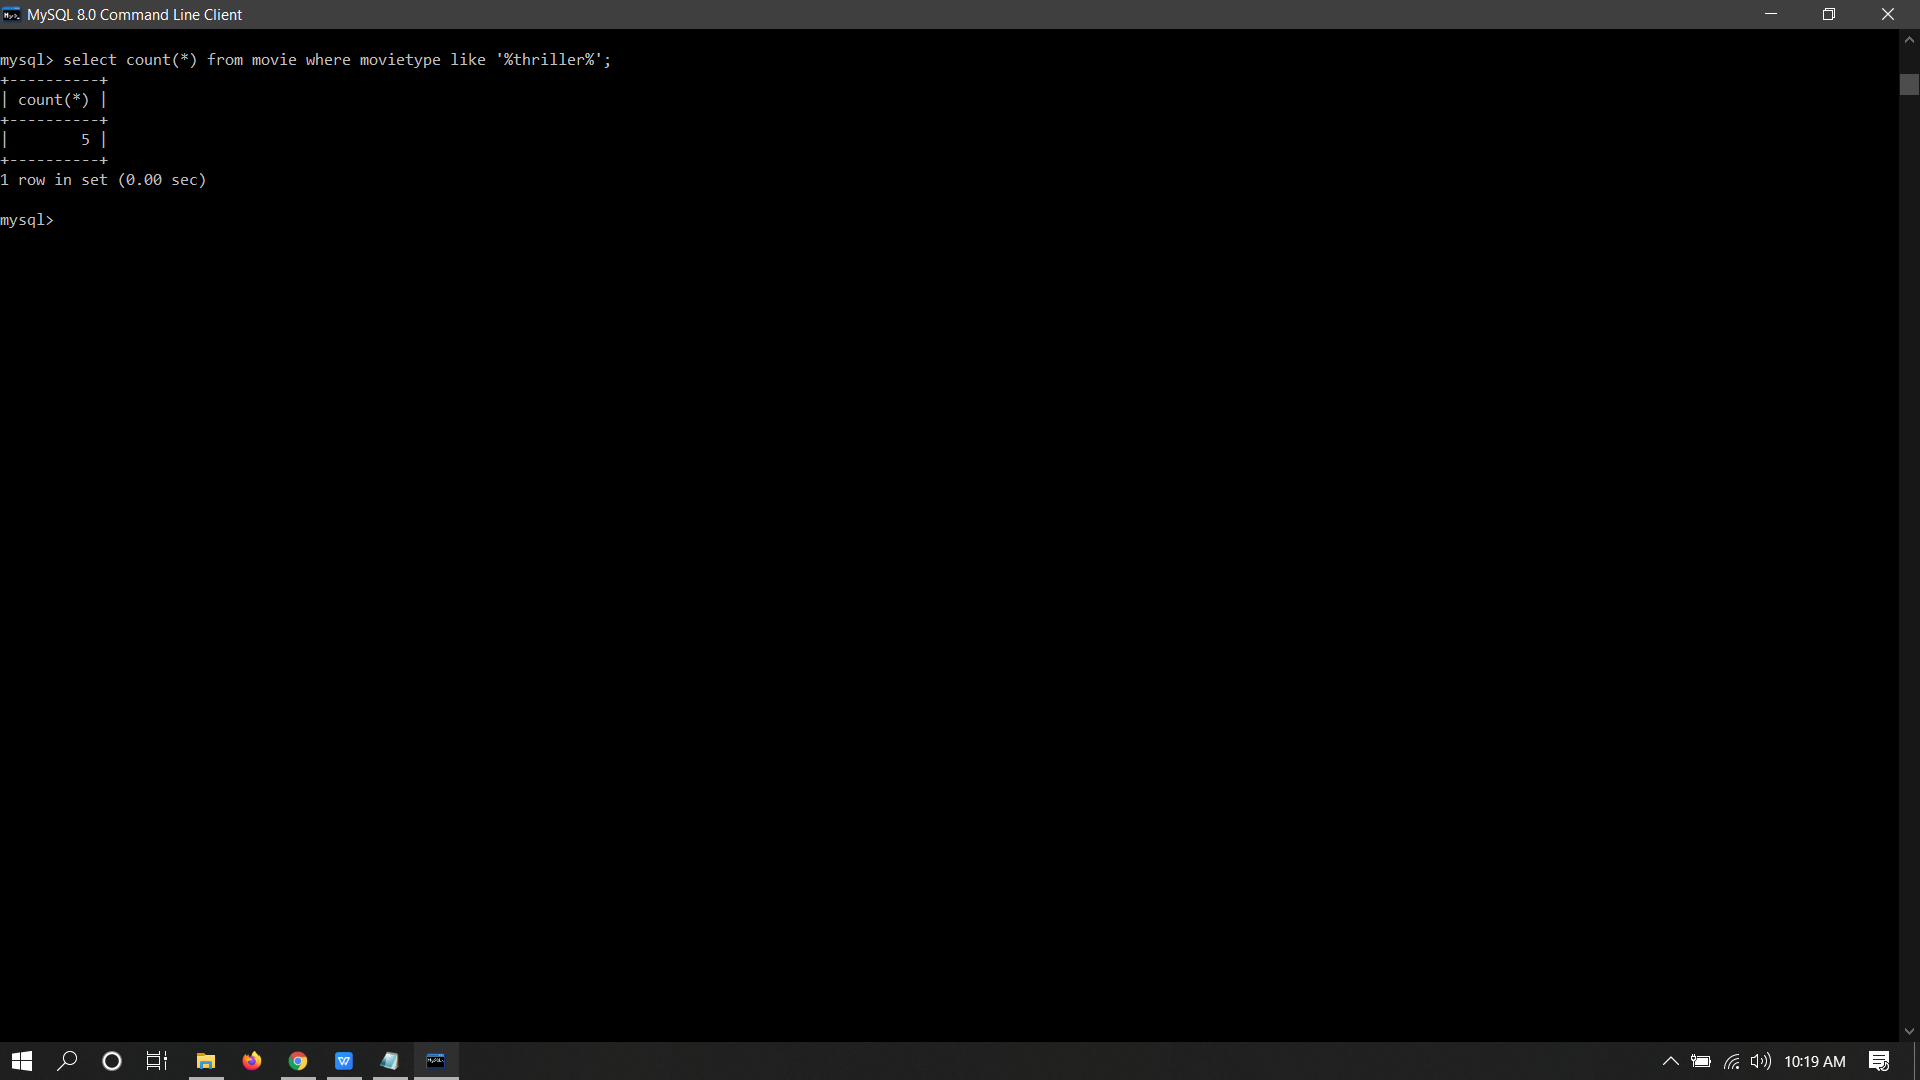 MySQL 8.0 Command Line Client
mysql> select count(*) from movie where movietype like '%thriller%';
+----------+
| count(*) |
+----------+
|        5 |
+----------+
1 row in set (0.00 sec)
mysql>
10:19 AM